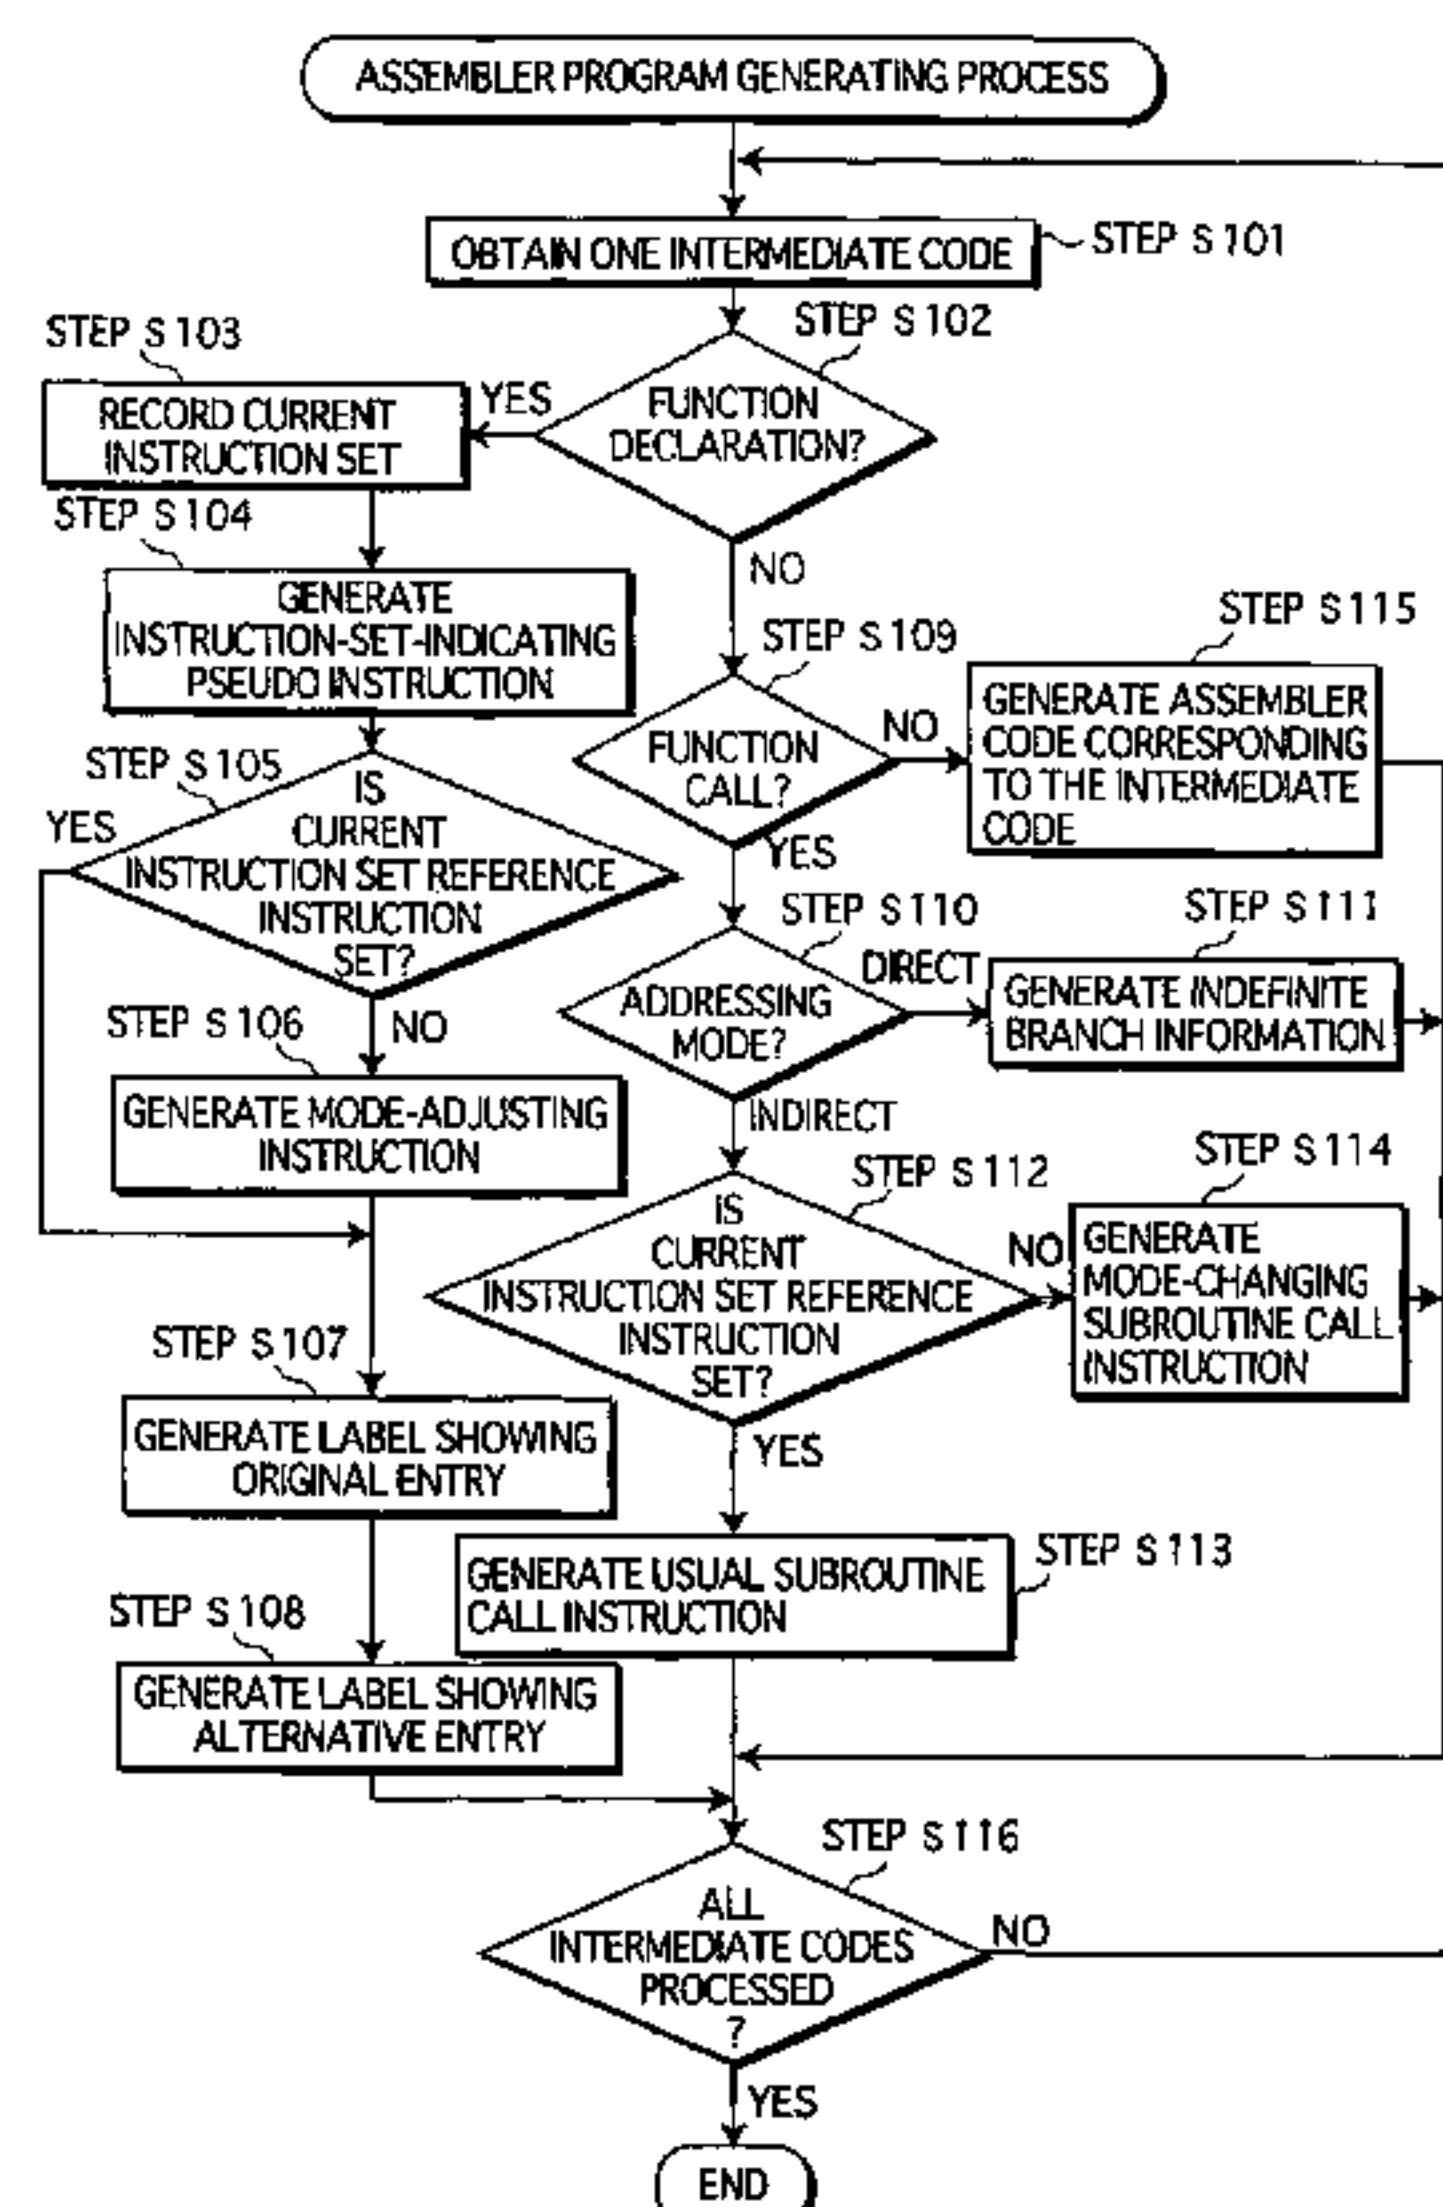 ASSEMBLER PROGRAM GENERATING PROCESS
OBTAIN ONE INTERMEDIATE CODE
STEP S101
STEP S102
FUNCTION
DECLARATION?
YES
NO
STEP S103
RECORD CURRENT
INSTRUCTION SET
STEP S104
GENERATE
INSTRUCTION-SET-INDICATING
PSEUDO INSTRUCTION
STEP S105
IS
CURRENT
INSTRUCTION SET REFERENCE
INSTRUCTION
SET?
YES
NO
STEP S106
GENERATE MODE-ADJUSTING
INSTRUCTION
STEP S107
GENERATE LABEL SHOWING
ORIGINAL ENTRY
STEP S108
GENERATE LABEL SHOWING
ALTERNATIVE ENTRY
STEP S109
FUNCTION
CALL?
NO
YES
STEP S115
GENERATE ASSEMBLER
CODE CORRESPONDING
TO THE INTERMEDIATE
CODE
STEP S110
ADDRESSING
MODE?
DIRECT
INDIRECT
STEP S111
GENERATE INDEFINITE
BRANCH INFORMATION
STEP S112
IS
CURRENT
INSTRUCTION SET REFERENCE
INSTRUCTION
SET?
NO
YES
STEP S114
GENERATE
MODE-CHANGING
SUBROUTINE CALL
INSTRUCTION
STEP S113
GENERATE USUAL SUBROUTINE
CALL INSTRUCTION
STEP S116
ALL
INTERMEDIATE CODES
PROCESSED
?
NO
YES
END